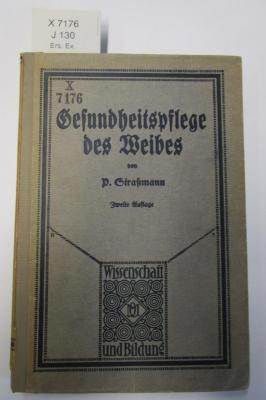 X 7176
J 130
Ers. Ex.
X
7176
Gesundheitspflege
des Weibes
von
P. Straßmann
Zweite Auflage
Wissenschaft
und Bildung